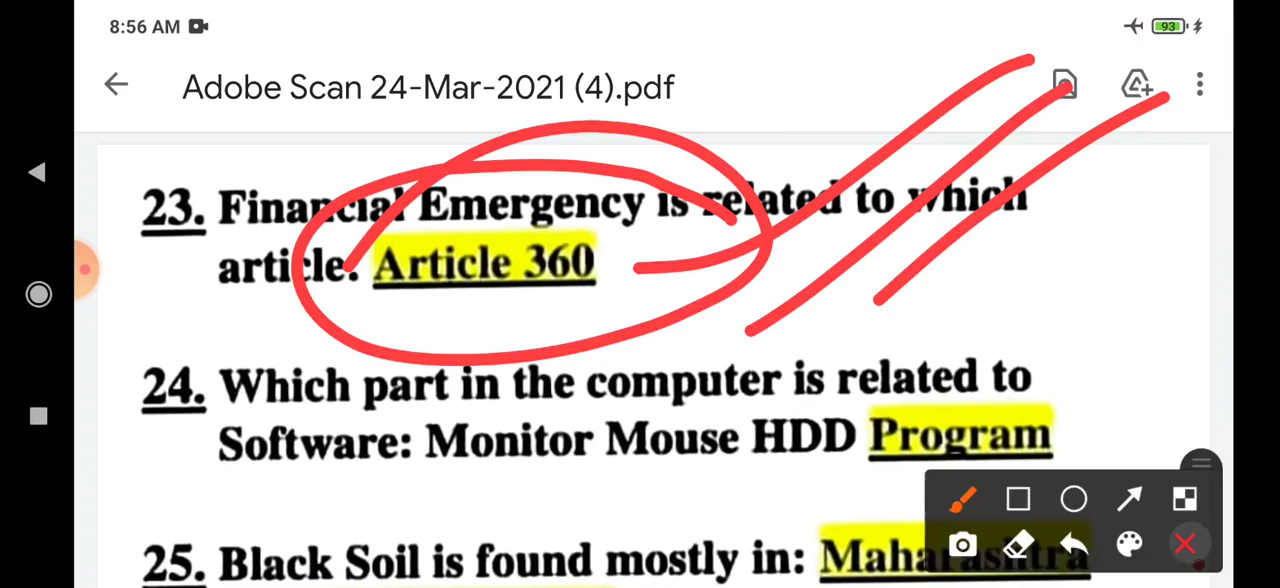 8:56 AM
93
Adobe Scan 24-Mar-2021 (4).pdf
23. Financial Emergency is related to which
article. Article 360
24. Which part in the computer is related to
Software: Monitor Mouse HDD Program
25. Black Soil is found mostly in: Maharashtra